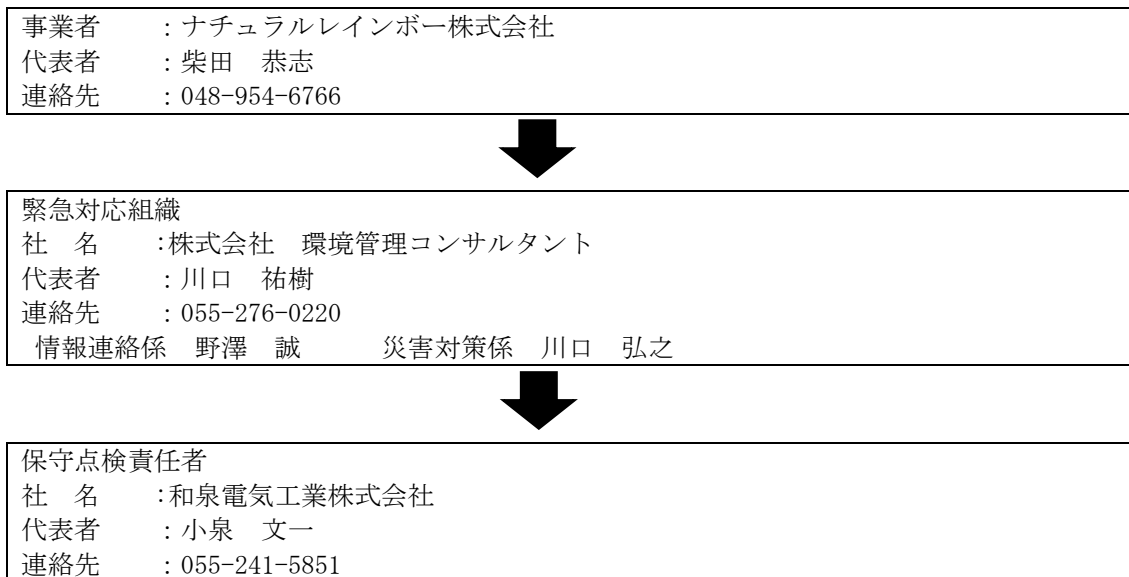 事業者　　：ナチュラルレインボー株式会社
代表者　　：柴田　恭志
連絡先　　：048-954-6766
緊急対応組織
社　名　　：株式会社　環境管理コンサルタント
代表者　　：川口　祐樹
連絡先　　：055-276-0220
情報連絡係　野澤　誠　　　災害対策係　川口　弘之
保守点検責任者
社　名　　：和泉電気工業株式会社
代表者　　：小泉　文一
連絡先　　：055-241-5851